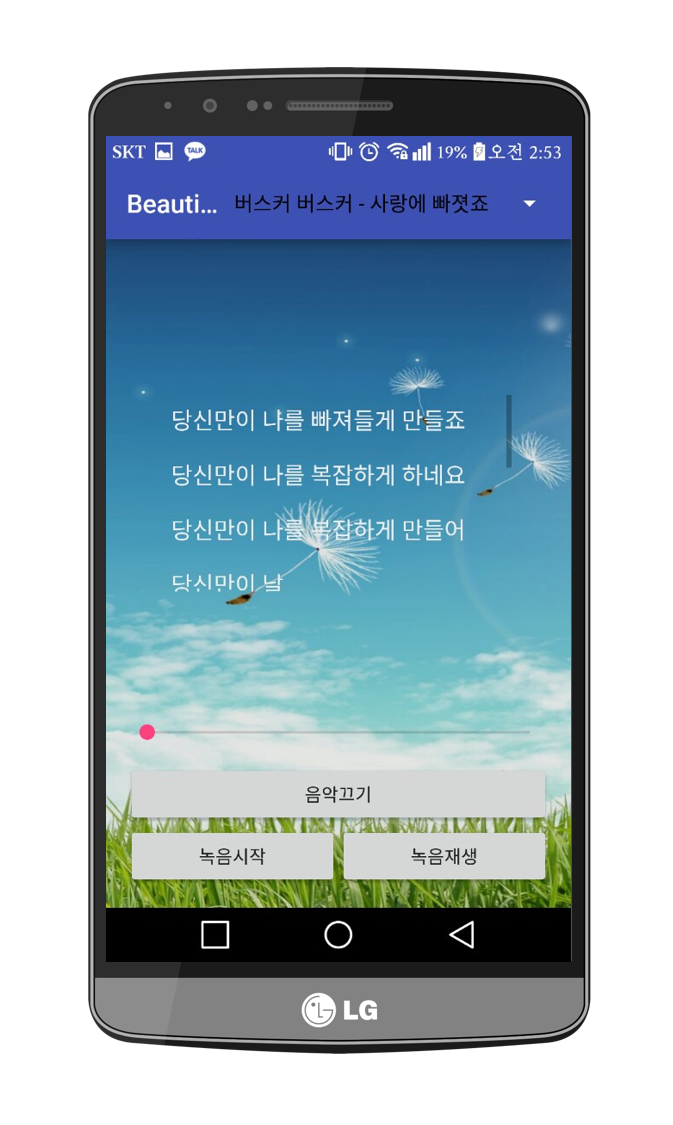 SKT TALK 19% 오전 2:53
Beauti... 버스커 버스커 - 사랑에 빠졋죠
당신만이 나를 빠져들게 만들죠
당신만이 나를 복잡하게 하네요
당신만이 나를 복잡하게 만들어
당신만이 날
음악끄기
녹음시작 녹음재생
LG